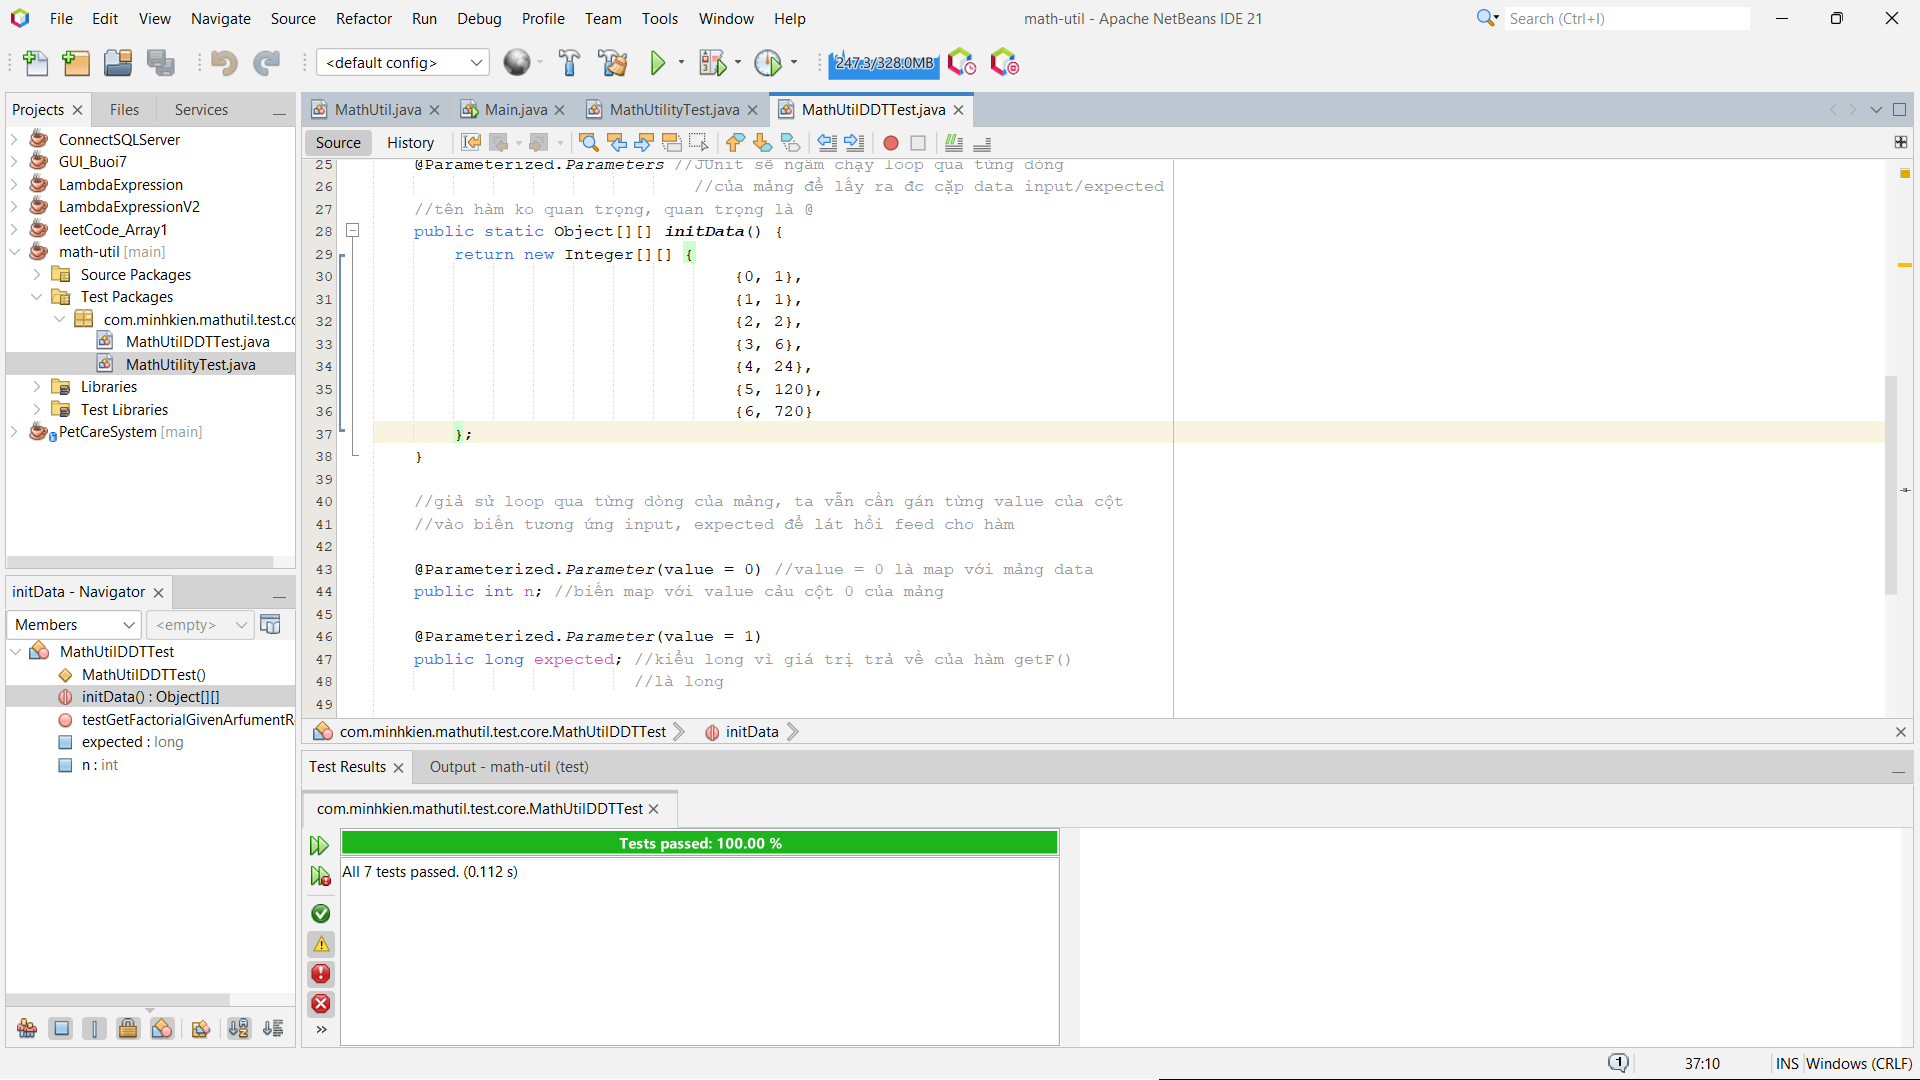 File Edit View Navigate Source Refactor Run Debug Profile Team Tools Window Help
math-util - Apache NetBeans IDE 21
Search (Ctrl+I)
<default config>
247.3/328.0MB
Projects Files Services
MathUtil.java Main.java MathUtilityTest.java MathUtilDDTTest.java
Source History
ConnectSQLServer
GUI_Buoi7
LambdaExpression
LambdaExpressionV2
leetCode_Array1
math-util [main]
Source Packages
Test Packages
com.minhkien.mathutil.test.co
MathUtilDDTTest.java
MathUtilityTest.java
Libraries
Test Libraries
PetCareSystem [main]
25 @Parameterized.Parameters //JUnit sẽ ngầm chạy loop qua từng dòng
26 //của mảng để lấy ra đc cặp data input/expected
27 //tên hàm ko quan trọng, quan trọng là @
28 public static Object[][] initData() {
29 return new Integer[][] {
30 {0, 1},
31 {1, 1},
32 {2, 2},
33 {3, 6},
34 {4, 24},
35 {5, 120},
36 {6, 720}
37 };
38 }
39
40 //giả sử loop qua từng dòng của mảng, ta vẫn cần gán từng value của cột
41 //vào biến tương ứng input, expected để lát hồi feed cho hàm
42
43 @Parameterized.Parameter(value = 0) //value = 0 là map với mảng data
44 public int n; //biến map với value cảu cột 0 của mảng
45
46 @Parameterized.Parameter(value = 1)
47 public long expected; //kiểu long vì giá trị trả về của hàm getF()
48 //là long
49
com.minhkien.mathutil.test.core.MathUtilDDTTest initData
initData - Navigator
Members <empty>
MathUtilDDTTest
MathUtilDDTTest()
initData() : Object[][]
testGetFactorialGivenArfumentR
expected : long
n : int
Test Results Output - math-util (test)
com.minhkien.mathutil.test.core.MathUtilDDTTest
Tests passed: 100.00 %
All 7 tests passed. (0.112 s)
1 37:10 INS Windows (CRLF)